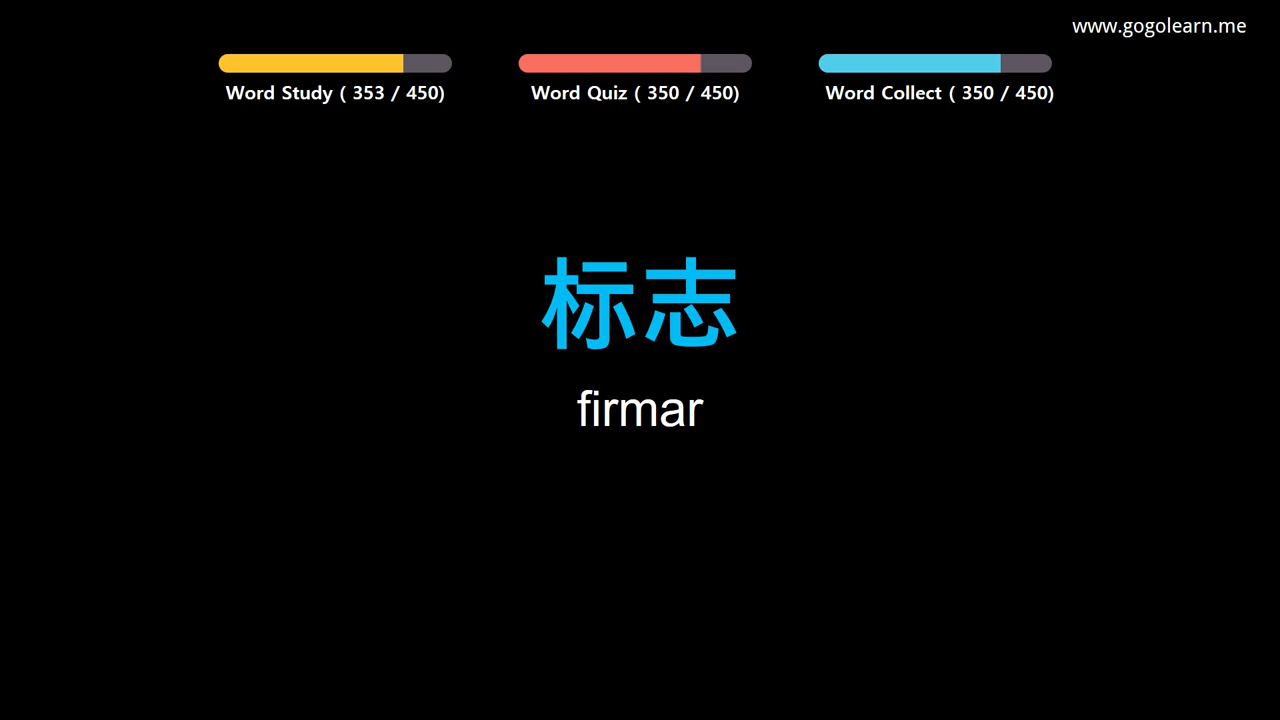 www.gogolearn.me
Word Study ( 353 / 450)
Word Quiz ( 350 / 450)
Word Collect ( 350 / 450)
标志
firmar